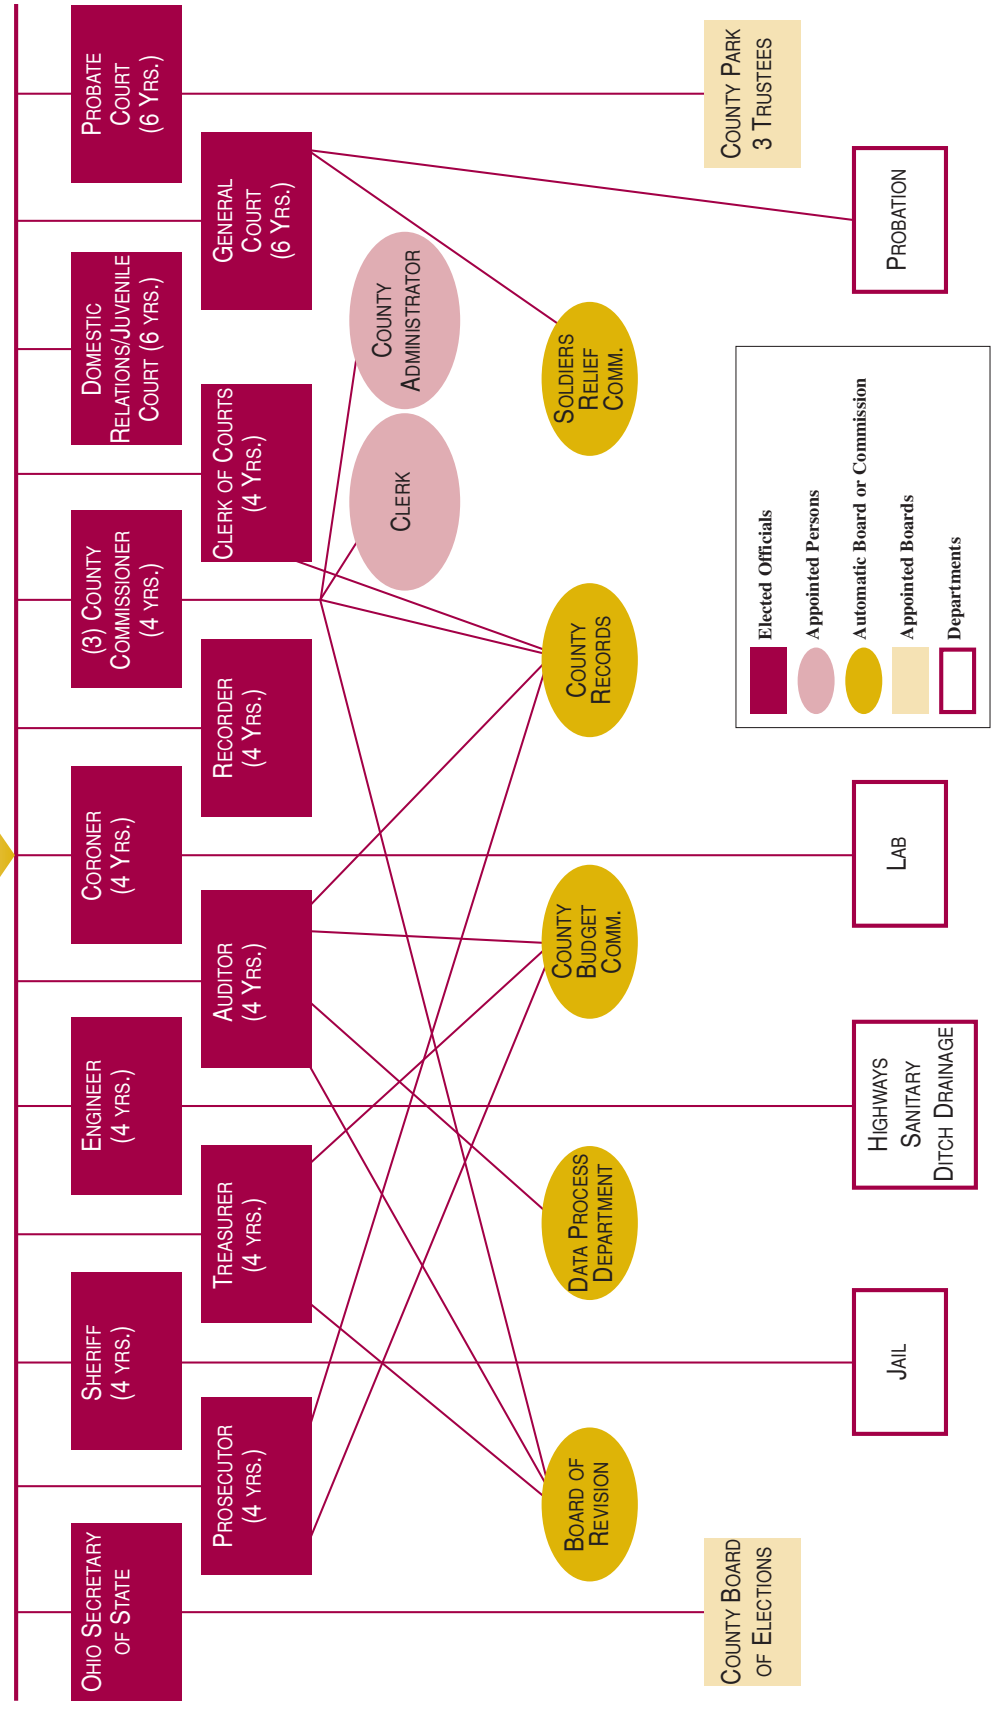 Ohio Secretary
of State
Sheriff
(4 yrs.)
Engineer
(4 yrs.)
Coroner
(4 Yrs.)
(3) County
Commissioner
(4 yrs.)
Domestic
Relations/Juvenile
Court (6 yrs.)
Probate
Court
(6 Yrs.)
Prosecutor
(4 yrs.)
Treasurer
(4 yrs.)
Auditor
(4 Yrs.)
Recorder
(4 Yrs.)
Clerk of Courts
(4 Yrs.)
General
Court
(6 Yrs.)
Clerk
County
Administrator
Board of
Revision
Data Process
Department
County
Budget
Comm.
County
Records
Soldiers
Relief
Comm.
County Board
of Elections
County Park
3 Trustees
Jail
Highways
Sanitary
Ditch Drainage
Lab
Probation
Elected Officials
Appointed Persons
Automatic Board or Commission
Appointed Boards
Departments